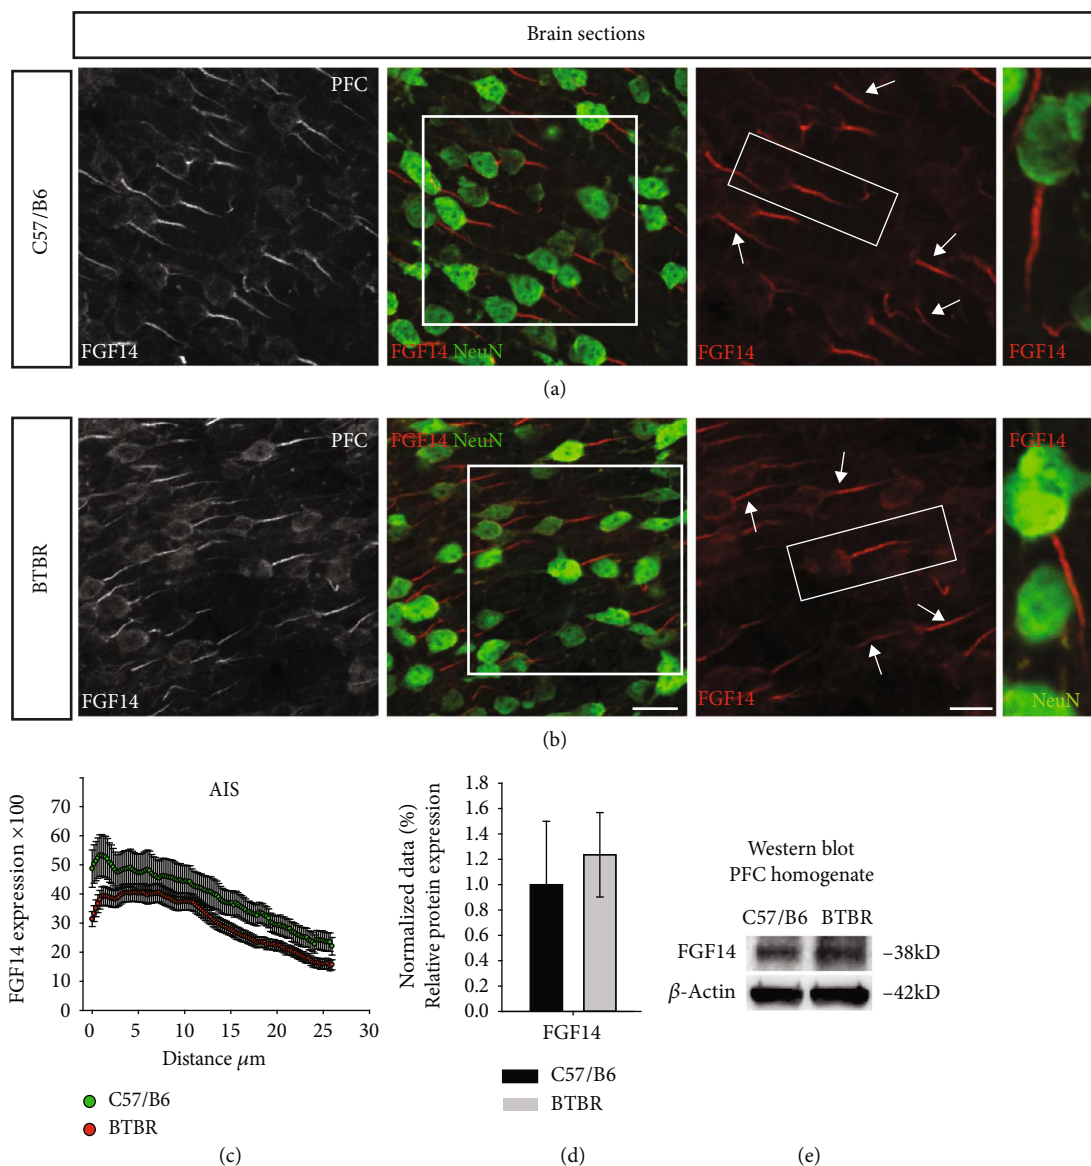 Brain sections
C57/B6
PFC
FGF14
FGF14 NeuN
FGF14
FGF14
(a)
BTBR
PFC
FGF14
FGF14 NeuN
FGF14
FGF14
NeuN
(b)
AIS
FGF14 expression ×100
70
60
50
40
30
20
10
0
0 5 10 15 20 25 30
Distance μm
C57/B6
BTBR
(c)
Normalized data (%)
Relative protein expression
1.8
1.6
1.4
1.2
1.0
0.8
0.6
0.4
0.2
0.0
FGF14
C57/B6
BTBR
(d)
Western blot
PFC homogenate
C57/B6 BTBR
FGF14 –38kD
β-Actin –42kD
(e)